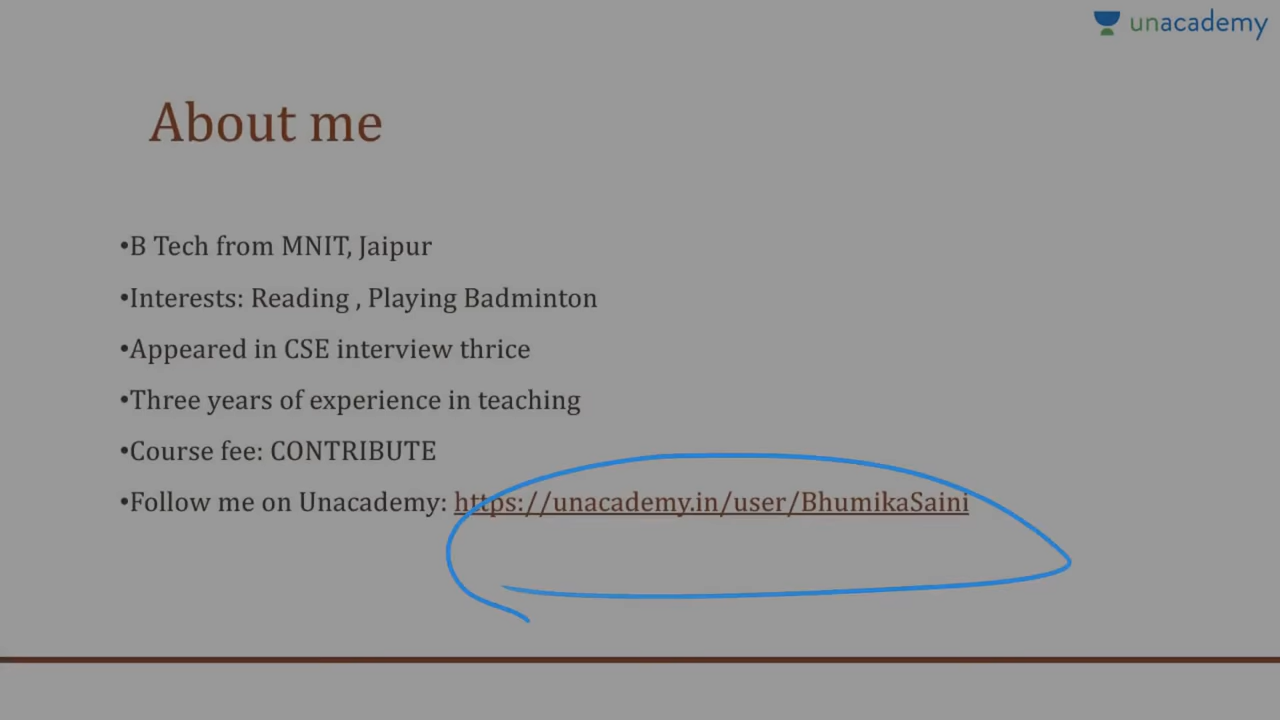 unacademy
About me
•B Tech from MNIT, Jaipur
•Interests: Reading , Playing Badminton
•Appeared in CSE interview thrice
•Three years of experience in teaching
•Course fee: CONTRIBUTE
•Follow me on Unacademy: https://unacademy.in/user/BhumikaSaini